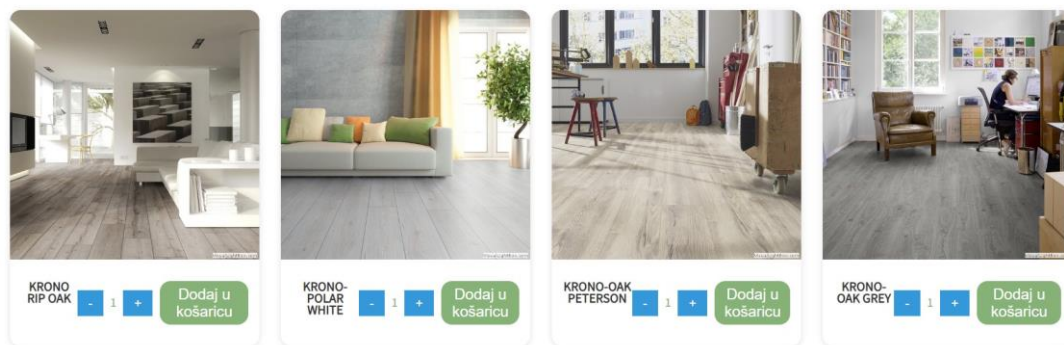 KRONO
RIP OAK
- 1 +
Dodaj u
košaricu
KRONO-
POLAR
WHITE
- 1 +
Dodaj u
košaricu
KRONO-OAK
PETERSON
- 1 +
Dodaj u
košaricu
KRONO-
OAK GREY
- 1 +
Dodaj u
košaricu